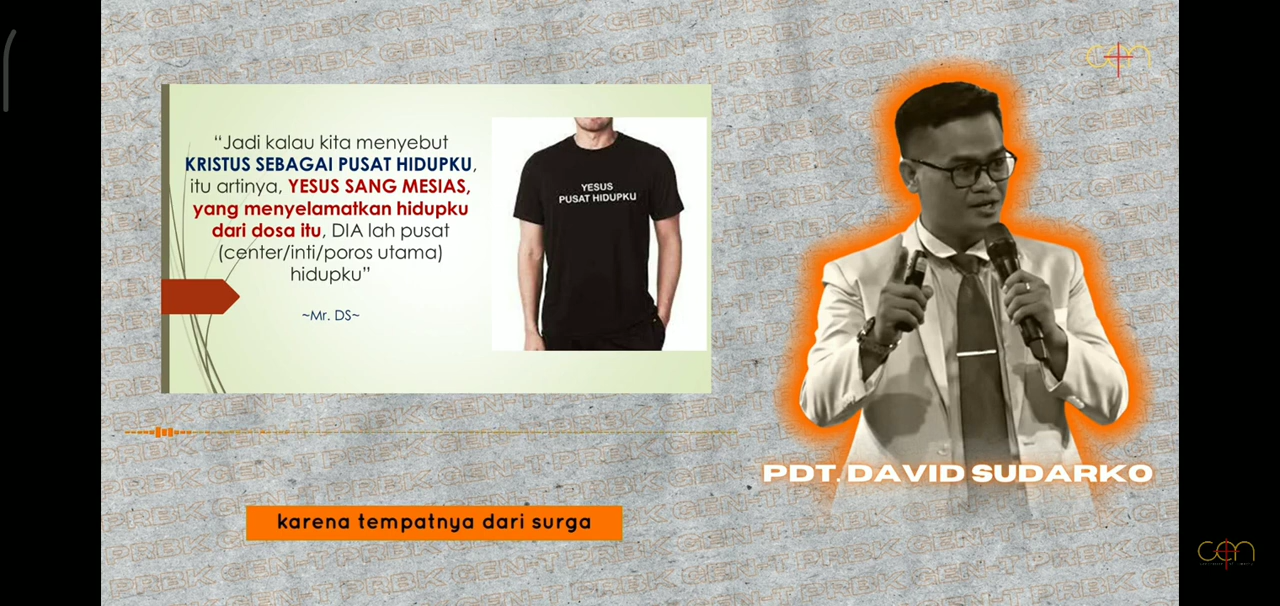 “Jadi kalau kita menyebut
KRISTUS SEBAGAI PUSAT HIDUPKU,
itu artinya, YESUS SANG MESIAS,
yang menyelamatkan hidupku
dari dosa itu, DIA lah pusat
(center/inti/poros utama)
hidupku”
~Mr. DS~
YESUS
PUSAT HIDUPKU
PDT. DAVID SUDARKO
karena tempatnya dari surga